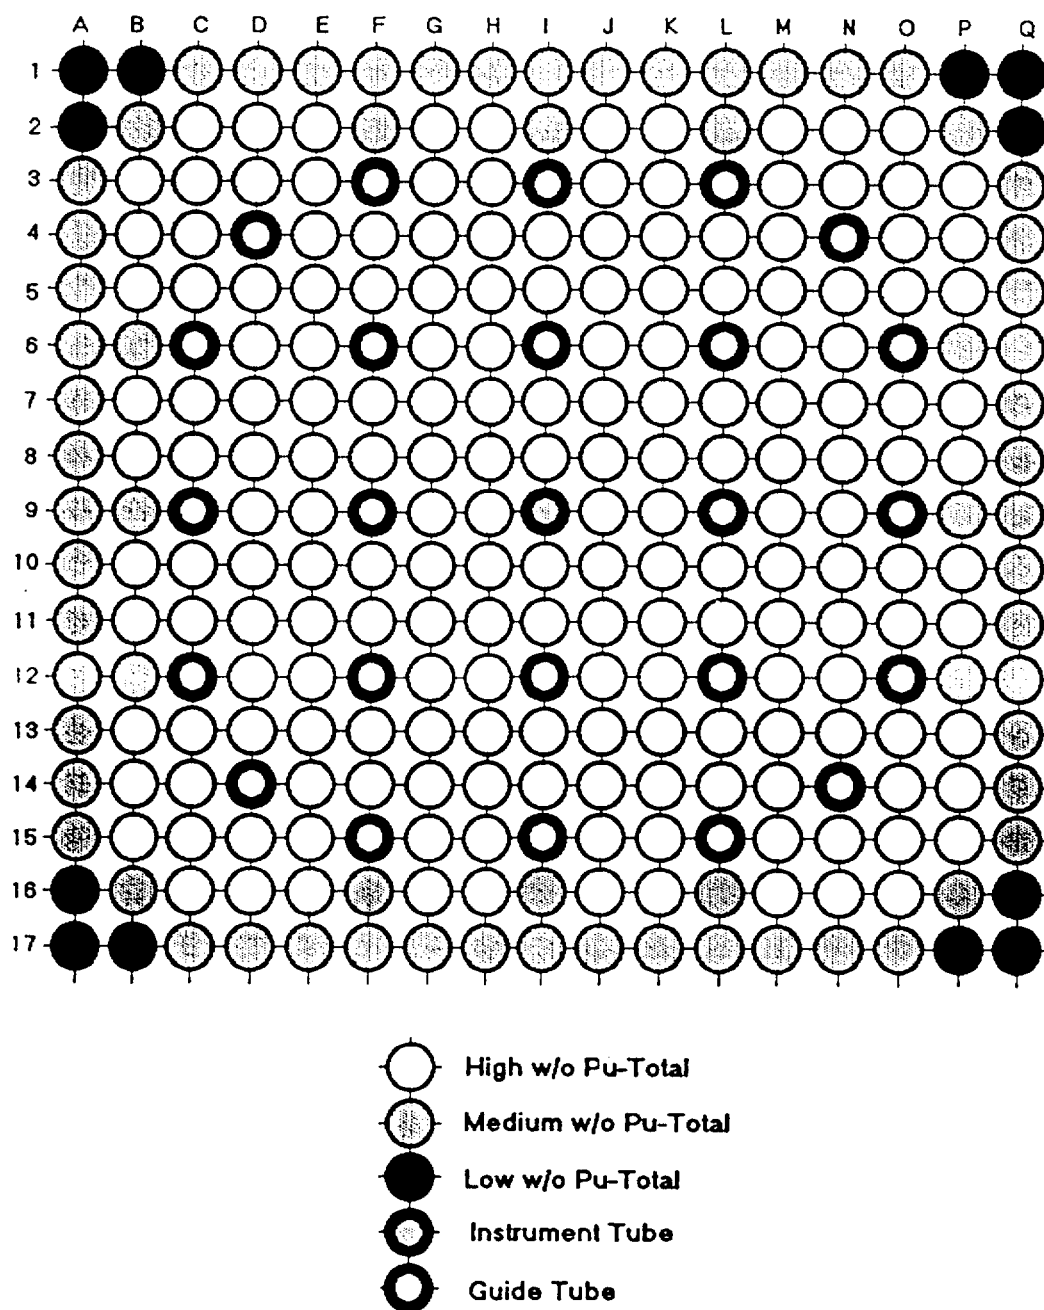 A B C D E F G H I J K L M N O P Q
1
2
3
4
5
6
7
8
9
10
11
12
13
14
15
16
17
High w/o Pu-Total
Medium w/o Pu-Total
Low w/o Pu-Total
Instrument Tube
Guide Tube